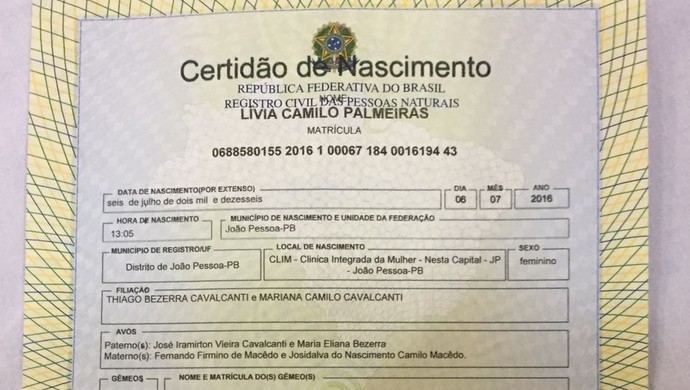 Certidão de Nascimento
REPÚBLICA FEDERATIVA DO BRASIL
REGISTRO CIVIL DAS PESSOAS NATURAIS
NOME
LÍVIA CAMILO PALMEIRAS
MATRÍCULA
0688580155 2016 1 00067 184 0016194 43
DATA DE NASCIMENTO(POR EXTENSO) DIA MÊS ANO
seis de julho de dois mil e dezesseis 06 07 2016
HORA DE NASCIMENTO MUNICÍPIO DE NASCIMENTO E UNIDADE DA FEDERAÇÃO
13:05 João Pessoa-PB
MUNICIPIO DE REGISTRO/UF LOCAL DE NASCIMENTO SEXO
Distrito de João Pessoa-PB CLIM - Clinica Integrada da Mulher - Nesta Capital - JP feminino
- João Pessoa-PB
FILIAÇÃO
THIAGO BEZERRA CAVALCANTI e MARIANA CAMILO CAVALCANTI
AVOS
Paterno(s): José Iramirton Vieira Cavalcanti e Maria Eliana Bezerra
Materno(s): Fernando Firmino de Macêdo e Josidalva do Nascimento Camilo Macêdo.
GÊMEOS NOME E MATRÍCULA DO(S) GÊMEO(S)